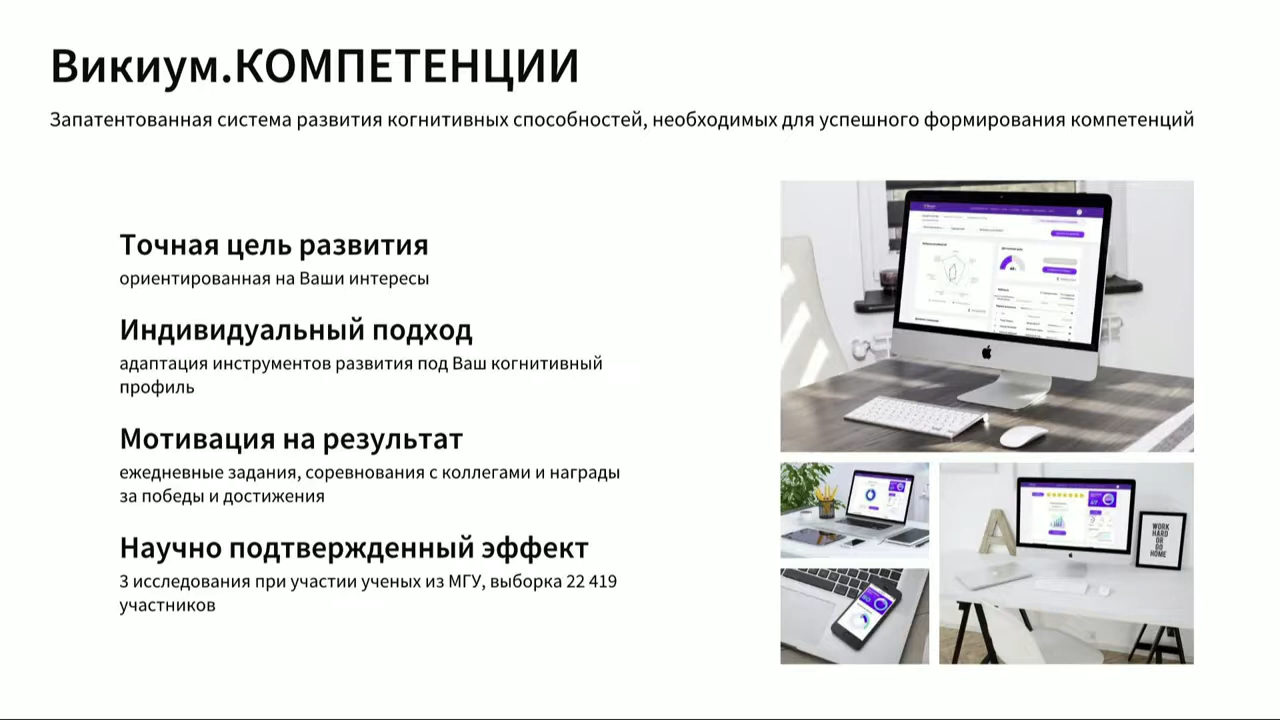 Викиум.КОМПЕТЕНЦИИ
Запатентованная система развития когнитивных способностей, необходимых для успешного формирования компетенций
Точная цель развития
ориентированная на Ваши интересы
Индивидуальный подход
адаптация инструментов развития под Ваш когнитивный
профиль
Мотивация на результат
ежедневные задания, соревнования с коллегами и награды
за победы и достижения
Научно подтвержденный эффект
3 исследования при участии ученых из МГУ, выборка 22 419
участников
A
WORK
HARD
OR
GO
HOME